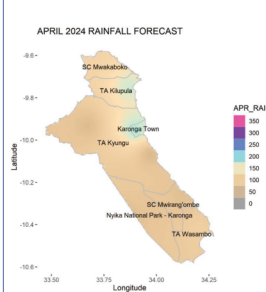 APRIL 2024 RAINFALL FORECAST
-9.6-
SC Mwakaboko
TA Kilupula
-9.8-
Karonga Town
-10.0-
TA Kyungu
-10.2-
SC Mwirang'ombe
Nyika National Park - Karonga
-10.4-
TA Wasambo
-10.6-
33.50
33.75
34.00
34.25
Longitude
Latitude
APR_RAI
350
300
250
200
150
100
50
0